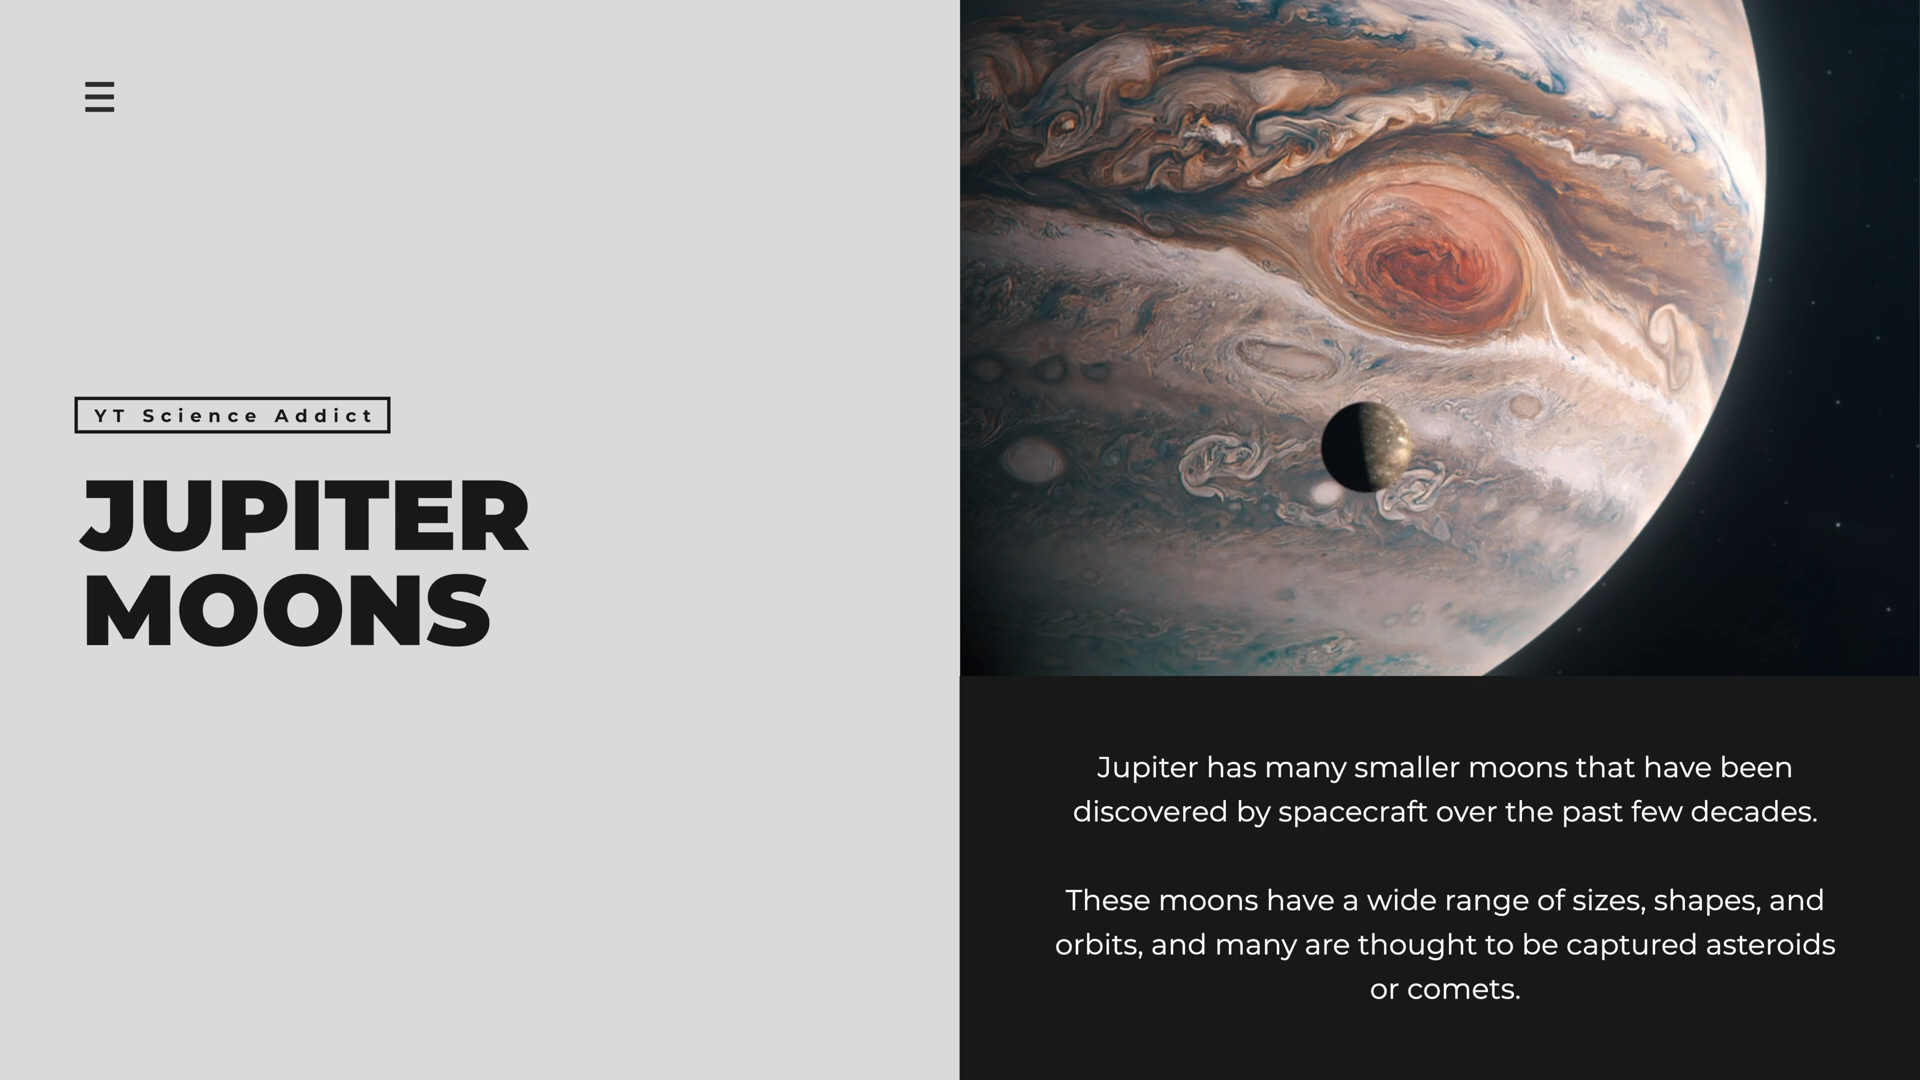 YT Science Addict
JUPITER
MOONS
Jupiter has many smaller moons that have been
discovered by spacecraft over the past few decades.
These moons have a wide range of sizes, shapes, and
orbits, and many are thought to be captured asteroids
or comets.